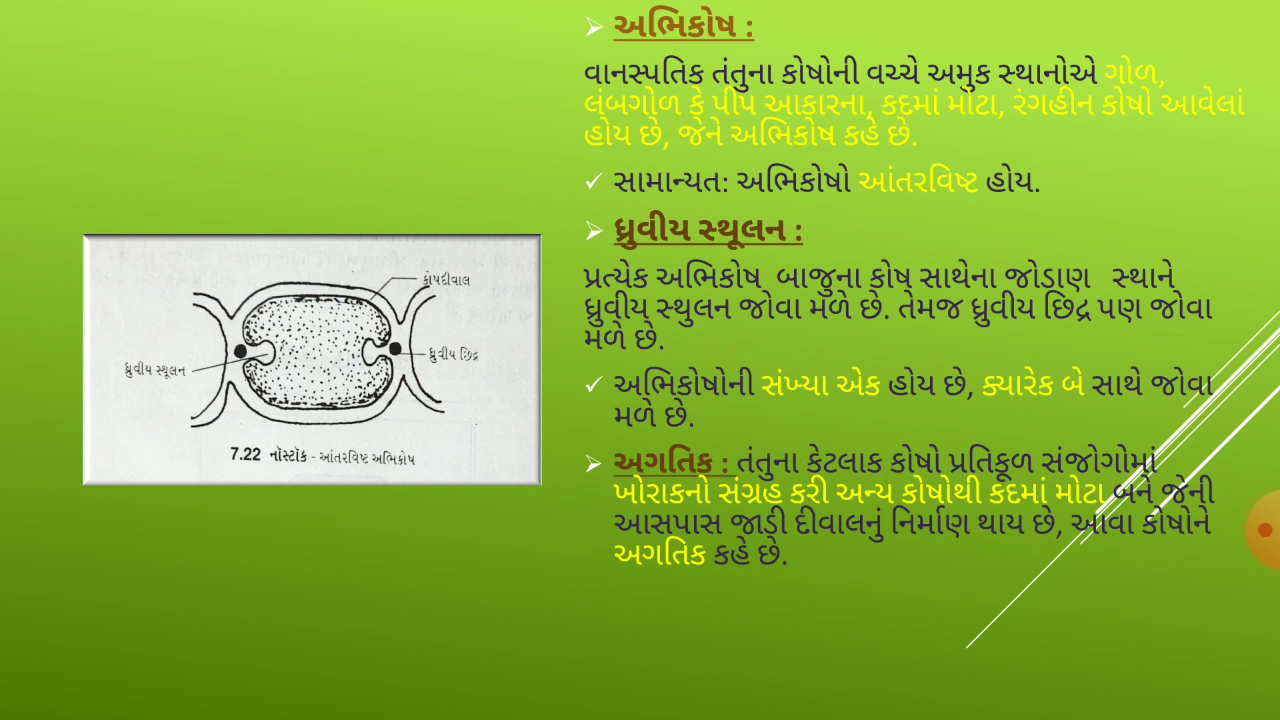 અભિકોષ :
વાનસ્પતિક તંતુના કોષોની વચ્ચે અમુક સ્થાનોએ ગોળ,
લંબગોળ કે પીપ આકારના, કદમાં મોટા, રંગહીન કોષો આવેલાં
હોય છે, જેને અભિકોષ કહે છે.
સામાન્યત: અભિકોષો આંતરવિષ્ટ હોય.
ધ્રુવીય સ્થૂલન :
પ્રત્યેક અભિકોષ બાજુના કોષ સાથેના જોડાણ સ્થાને
ધ્રુવીય સ્થુલન જોવા મળે છે. તેમજ ધ્રુવીય છિદ્ર પણ જોવા
મળે છે.
અભિકોષોની સંખ્યા એક હોય છે, ક્યારેક બે સાથે જોવા
મળે છે.
અગતિક : તંતુના કેટલાક કોષો પ્રતિકૂળ સંજોગોમાં
ખોરાકનો સંગ્રહ કરી અન્ય કોષોથી કદમાં મોટા બને જેની
આસપાસ જાડી દીવાલનું નિર્માણ થાય છે, આવા કોષોને
અગતિક કહે છે.
કોષદીવાલ
ધ્રુવીય છિદ્ર
ધ્રુવીય સ્થૂલન
7.22 નૉસ્ટૉક - આંતરવિષ્ટ અભિકોષ